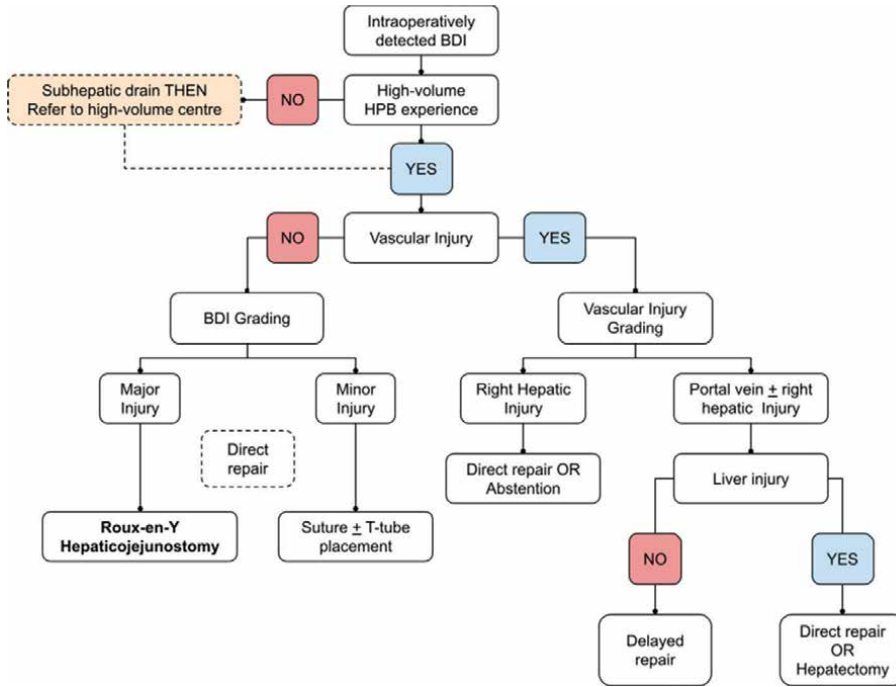 Intraoperatively
detected BDI
Subhepatic drain THEN
Refer to high-volume centre
NO
High-volume
HPB experience
YES
NO
Vascular Injury
YES
BDI Grading
Vascular Injury
Grading
Major
Injury
Minor
Injury
Right Hepatic
Injury
Portal vein ± right
hepatic Injury
Direct
repair
Direct repair OR
Abstention
Liver injury
Roux-en-Y
Hepaticojejunostomy
Suture ± T-tube
placement
NO
YES
Delayed
repair
Direct repair
OR
Hepatectomy